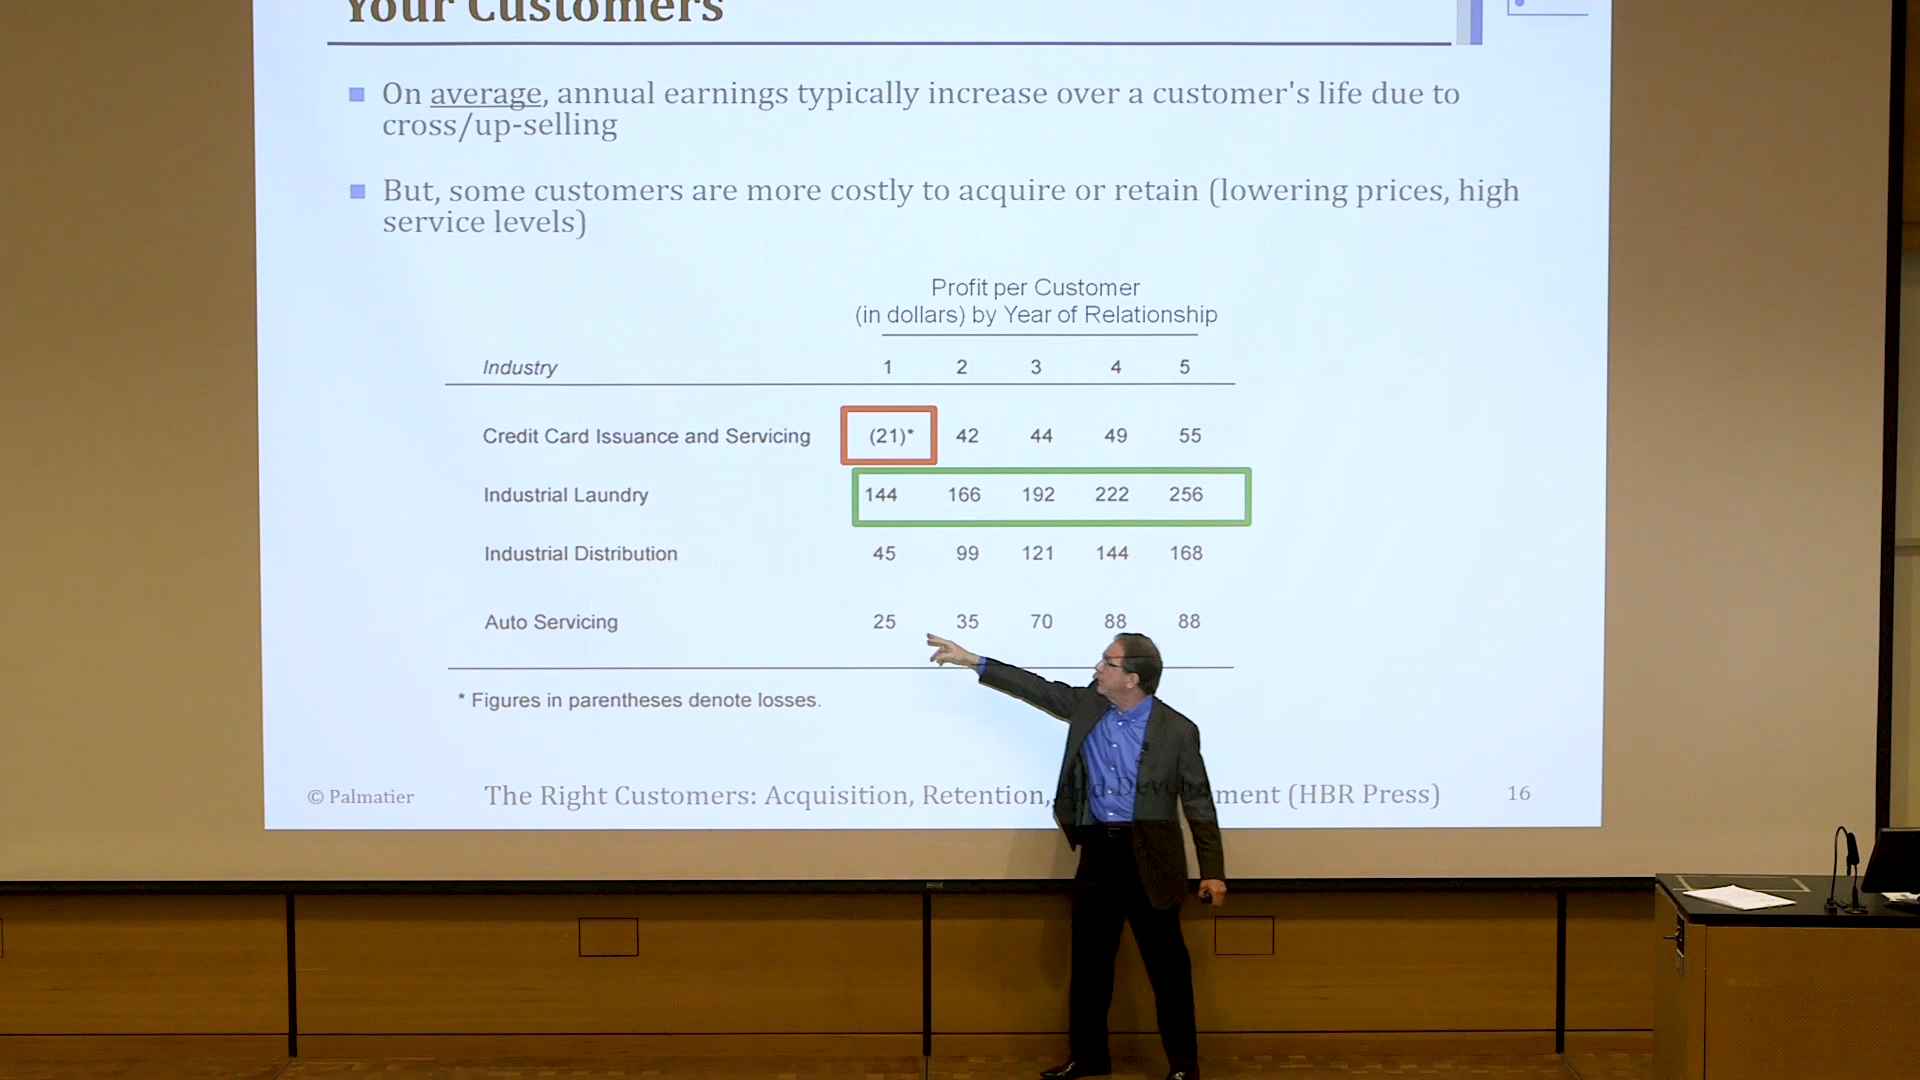 Your Customers
On average, annual earnings typically increase over a customer's life due to
cross/up-selling
But, some customers are more costly to acquire or retain (lowering prices, high
service levels)
Profit per Customer
(in dollars) by Year of Relationship
Industry 1 2 3 4 5
Credit Card Issuance and Servicing (21)* 42 44 49 55
Industrial Laundry 144 166 192 222 256
Industrial Distribution 45 99 121 144 168
Auto Servicing 25 35 70 88 88
* Figures in parentheses denote losses.
© Palmatier The Right Customers: Acquisition, Retention, and Development (HBR Press) 16